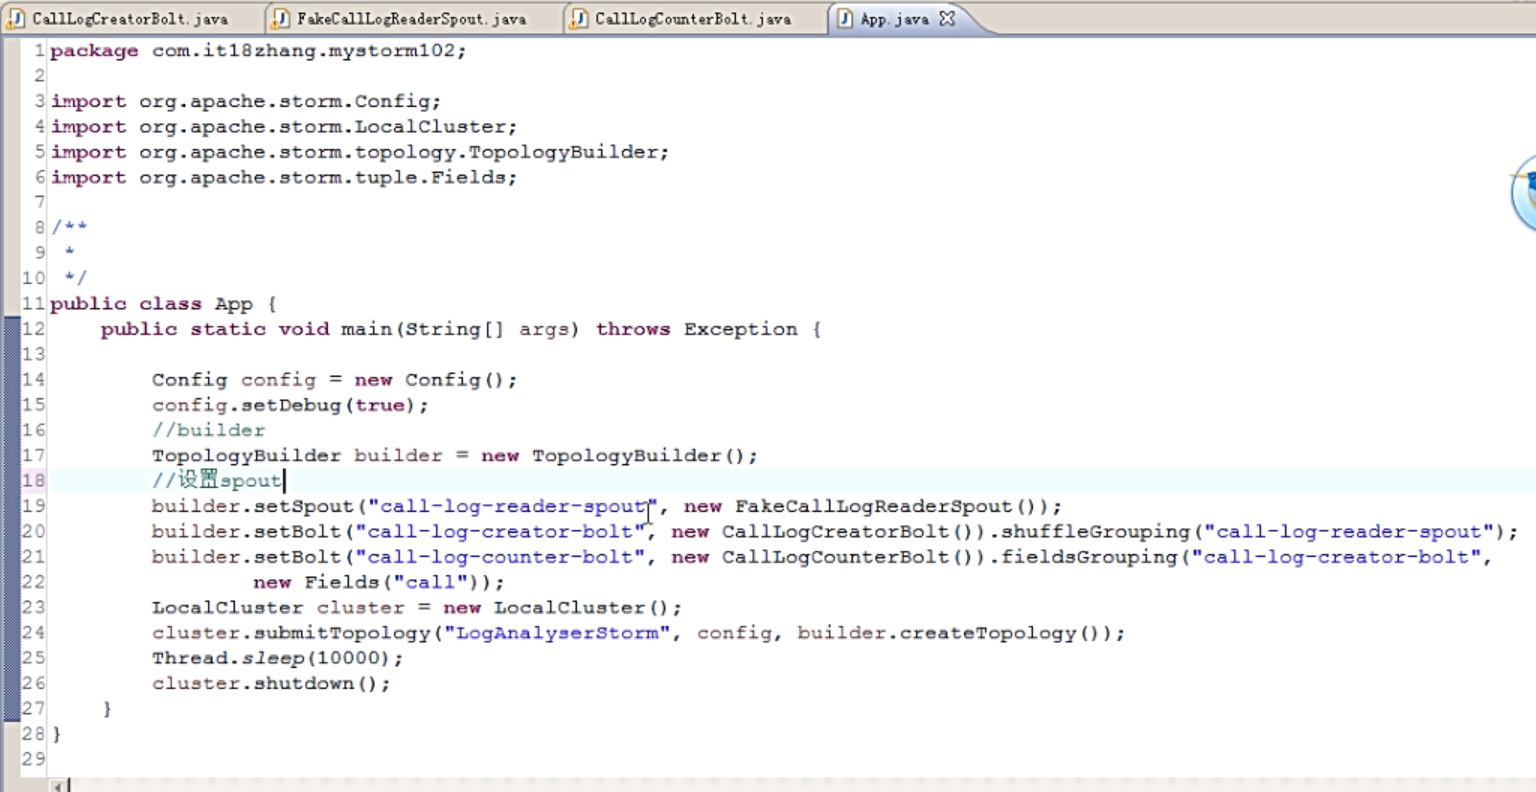 CallLogCreatorBolt.java FakeCallLogReaderSpout.java CallLogCounterBolt.java App.java
1 package com.it18zhang.mystorm102;
2
3 import org.apache.storm.Config;
4 import org.apache.storm.LocalCluster;
5 import org.apache.storm.topology.TopologyBuilder;
6 import org.apache.storm.tuple.Fields;
7
8 /**
9  *
10  */
11 public class App {
12     public static void main(String[] args) throws Exception {
13
14         Config config = new Config();
15         config.setDebug(true);
16         //builder
17         TopologyBuilder builder = new TopologyBuilder();
18         //设置spout
19         builder.setSpout("call-log-reader-spout", new FakeCallLogReaderSpout());
20         builder.setBolt("call-log-creator-bolt", new CallLogCreatorBolt()).shuffleGrouping("call-log-reader-spout");
21         builder.setBolt("call-log-counter-bolt", new CallLogCounterBolt()).fieldsGrouping("call-log-creator-bolt",
22                 new Fields("call"));
23         LocalCluster cluster = new LocalCluster();
24         cluster.submitTopology("LogAnalyserStorm", config, builder.createTopology());
25         Thread.sleep(10000);
26         cluster.shutdown();
27     }
28 }
29